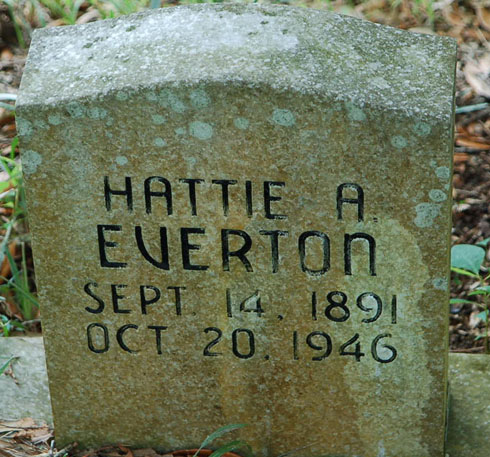 HATTIE A.
EVERTON
SEPT. 14, 1891
OCT. 20, 1946